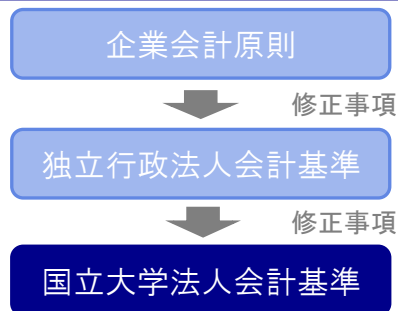 企業会計原則
修正事項
独立行政法人会計基準
修正事項
国立大学法人会計基準